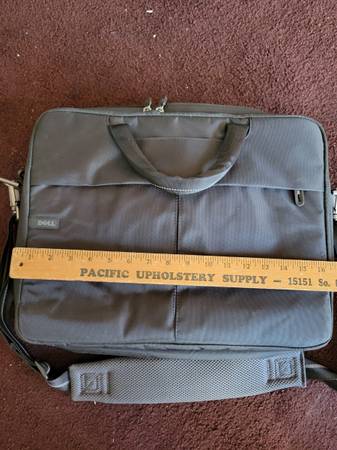 DELL
PACIFIC UPHOLSTERY SUPPLY — 15151 So.